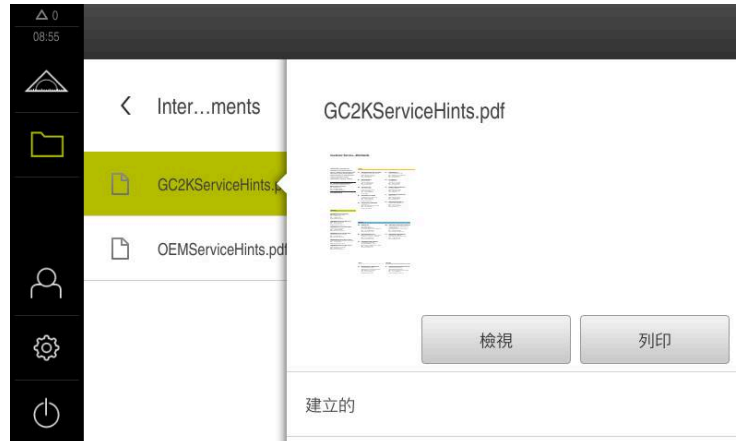 0
08:55
Inter...ments
GC2KServiceHints.pdf
GC2KServiceHints.p
OEMServiceHints.pdf
檢視
列印
建立的